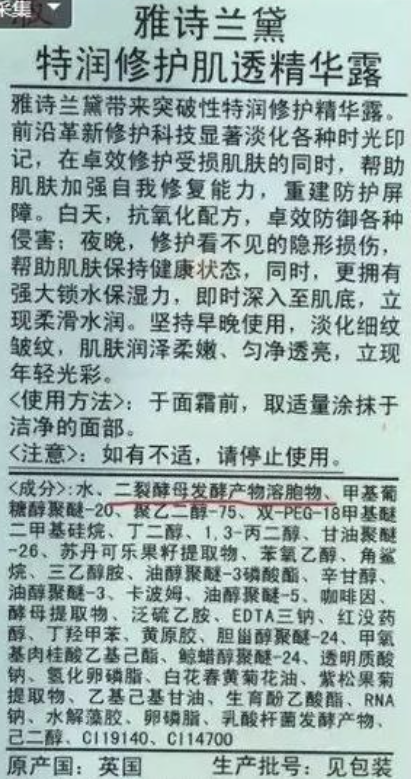 采集
雅诗兰黛
特润修护肌透精华露
雅诗兰黛带来突破性特润修护精华露。
前沿革新修护科技显著淡化各种时光印
记，在卓效修护受损肌肤的同时，帮助
肌肤加强自我修复能力，重建防护屏
障。白天，抗氧化配方，卓效防御各种
侵害；夜晚，修护看不见的隐形损伤，
帮助肌肤保持健康状态，同时，更拥有
强大锁水保湿力，即时深入至肌底，立
现柔滑水润。坚持早晚使用，淡化细纹
皱纹，肌肤润泽柔嫩、匀净透亮，立现
年轻光彩。
<使用方法>：于面霜前，取适量涂抹于
洁净的面部。
<注意>：如有不适，请停止使用。
<成分>:水、二裂酵母发酵产物溶胞物、甲基葡
糖醇聚醚-20、聚乙二醇-75、双-PEG-18甲基醚
二甲基硅烷、丁二醇、1,3-丙二醇、甘油聚醚
-26、苏丹可乐果籽提取物、苯氧乙醇、角鲨
烷、三乙醇胺、油醇聚醚-3磷酸酯、辛甘醇、
油醇聚醚-3、卡波姆、油醇聚醚-5、咖啡因、
酵母提取物、泛硫乙胺、EDTA三钠、红没药
醇、丁羟甲苯、黄原胶、胆甾醇聚醚-24、甲氧
基肉桂酸乙基己酯、鲸蜡醇聚醚-24、透明质酸
钠、氢化卵磷脂、白花春黄菊花油、紫松果菊
提取物、乙基己基甘油、生育酚乙酸酯、RNA
钠、水解藻胶、卵磷脂、乳酸杆菌发酵产物、
己二醇、CI19140、CI14700
原产国：英国 生产批号：见包装